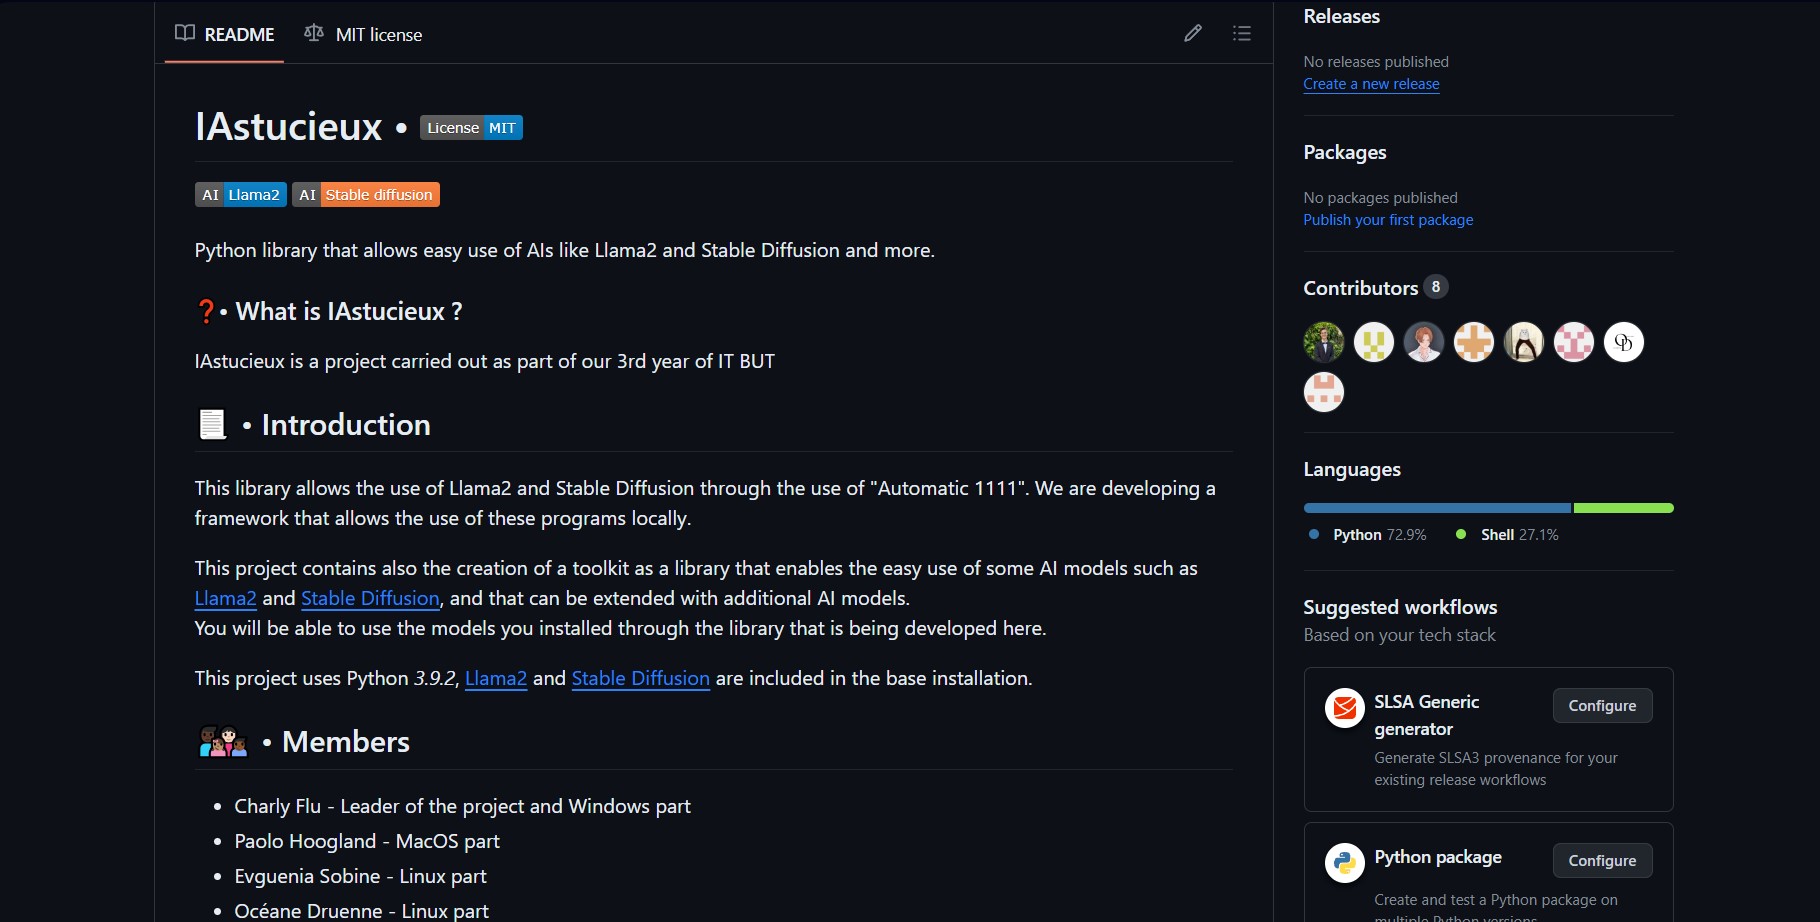 README
MIT license
IAstucieux • License MIT
AI Llama2 AI Stable diffusion
Python library that allows easy use of AIs like Llama2 and Stable Diffusion and more.
❓• What is IAstucieux ?
IAstucieux is a project carried out as part of our 3rd year of IT BUT
📃 • Introduction
This library allows the use of Llama2 and Stable Diffusion through the use of "Automatic 1111". We are developing a
framework that allows the use of these programs locally.
This project contains also the creation of a toolkit as a library that enables the easy use of some AI models such as
Llama2 and Stable Diffusion, and that can be extended with additional AI models.
You will be able to use the models you installed through the library that is being developed here.
This project uses Python 3.9.2, Llama2 and Stable Diffusion are included in the base installation.
• Members
• Charly Flu - Leader of the project and Windows part
• Paolo Hoogland - MacOS part
• Evguenia Sobine - Linux part
• Océane Druenne - Linux part
Releases
No releases published
Create a new release
Packages
No packages published
Publish your first package
Contributors 8
Languages
Python 72.9% Shell 27.1%
Suggested workflows
Based on your tech stack
SLSA Generic
generator
Configure
Generate SLSA3 provenance for your
existing release workflows
Python package
Configure
Create and test a Python package on
multiple Python versions.